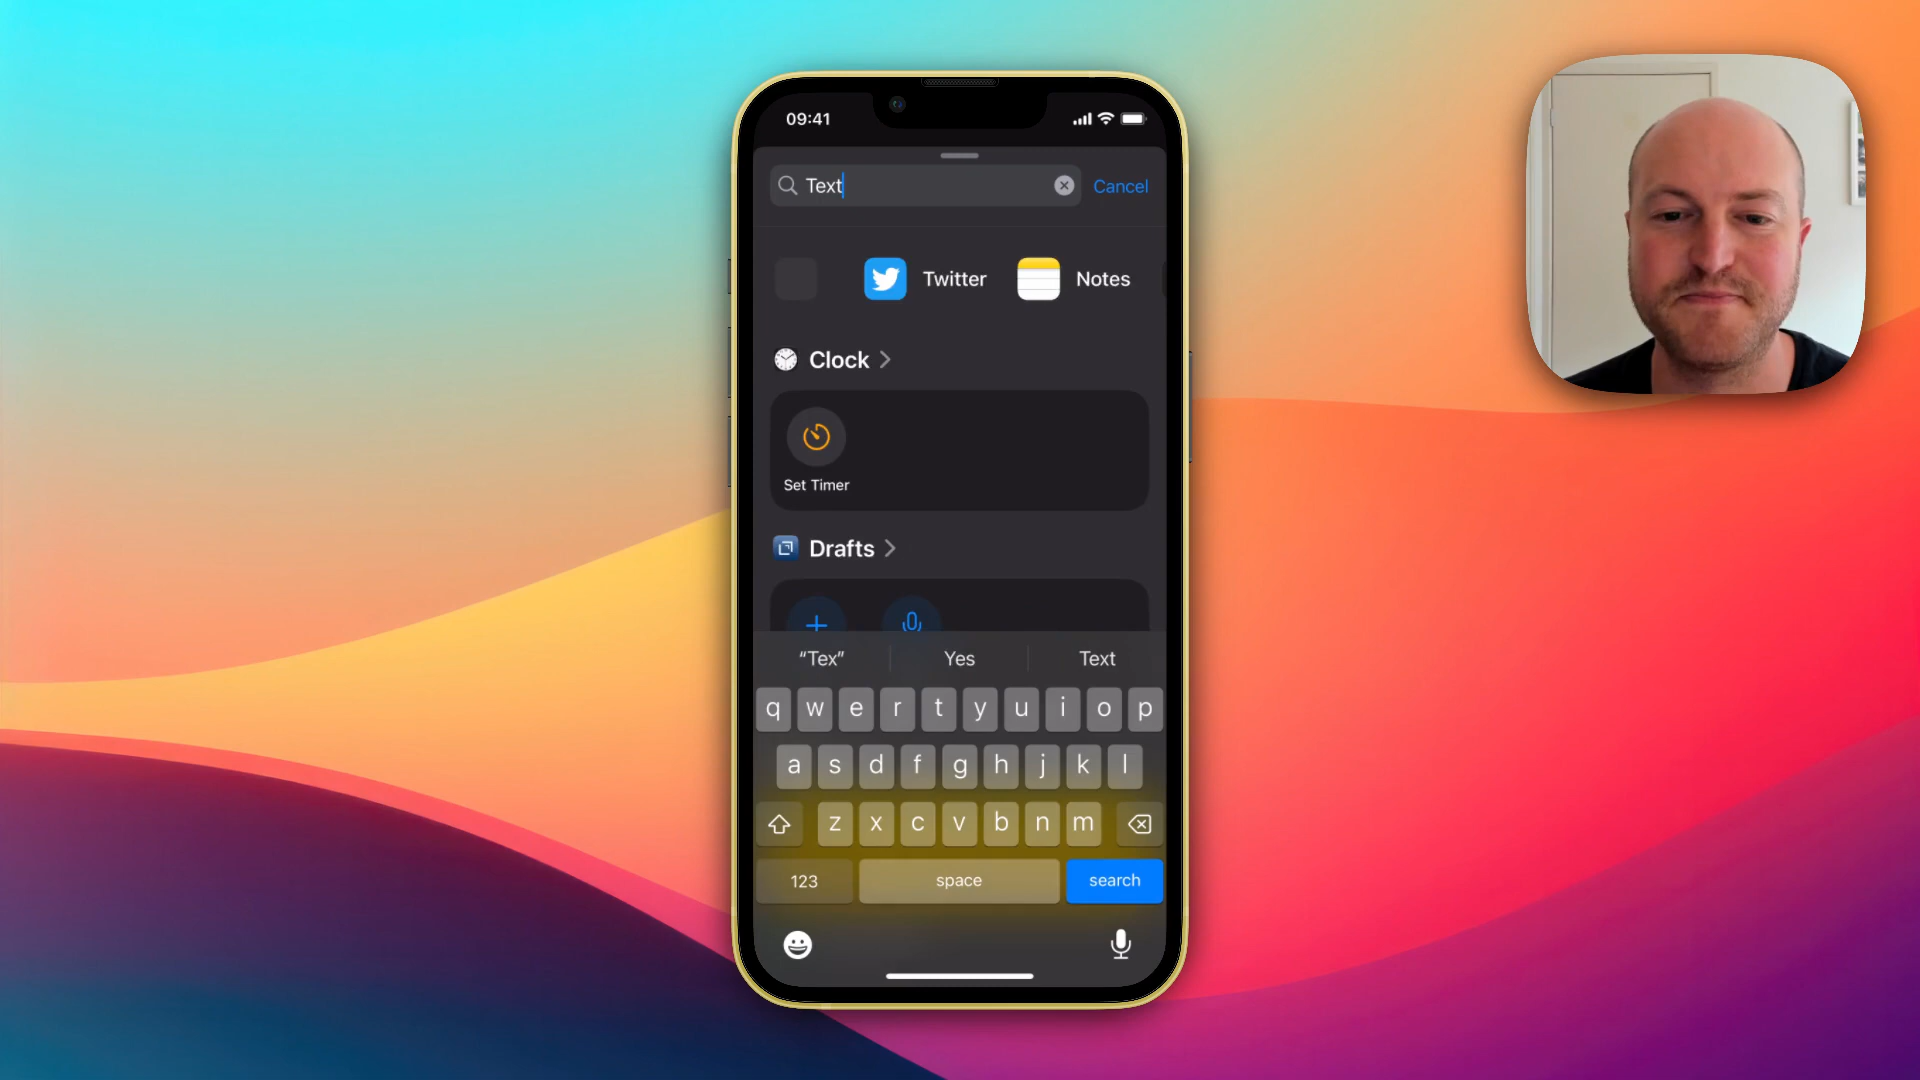 09:41
Text
Cancel
Twitter
Notes
Clock
Set Timer
Drafts
“Tex”
Yes
Text
q w e r t y u i o p
a s d f g h j k l
z x c v b n m
123
space
search